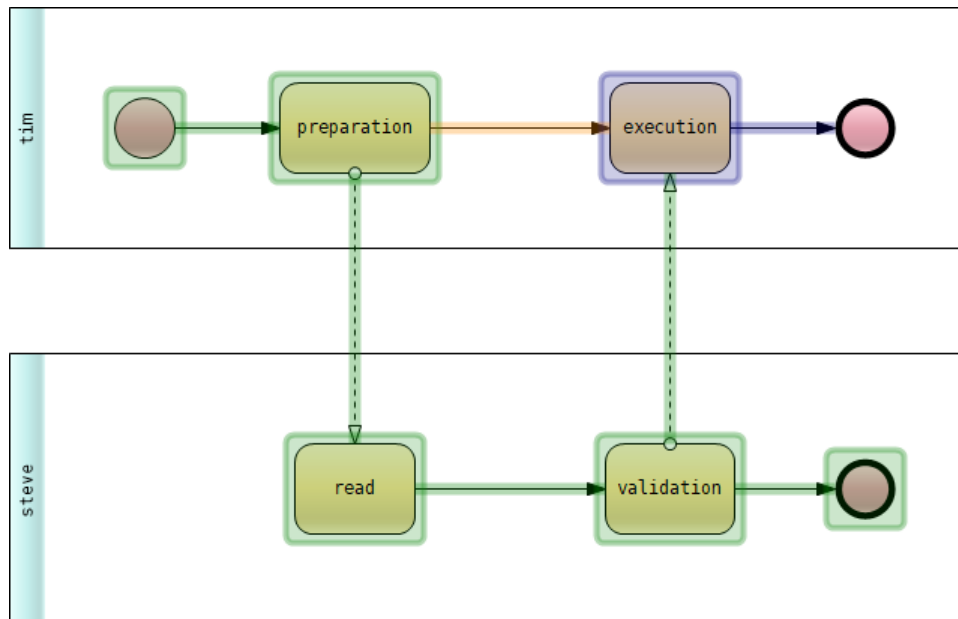 tim
preparation
execution
steve
read
validation